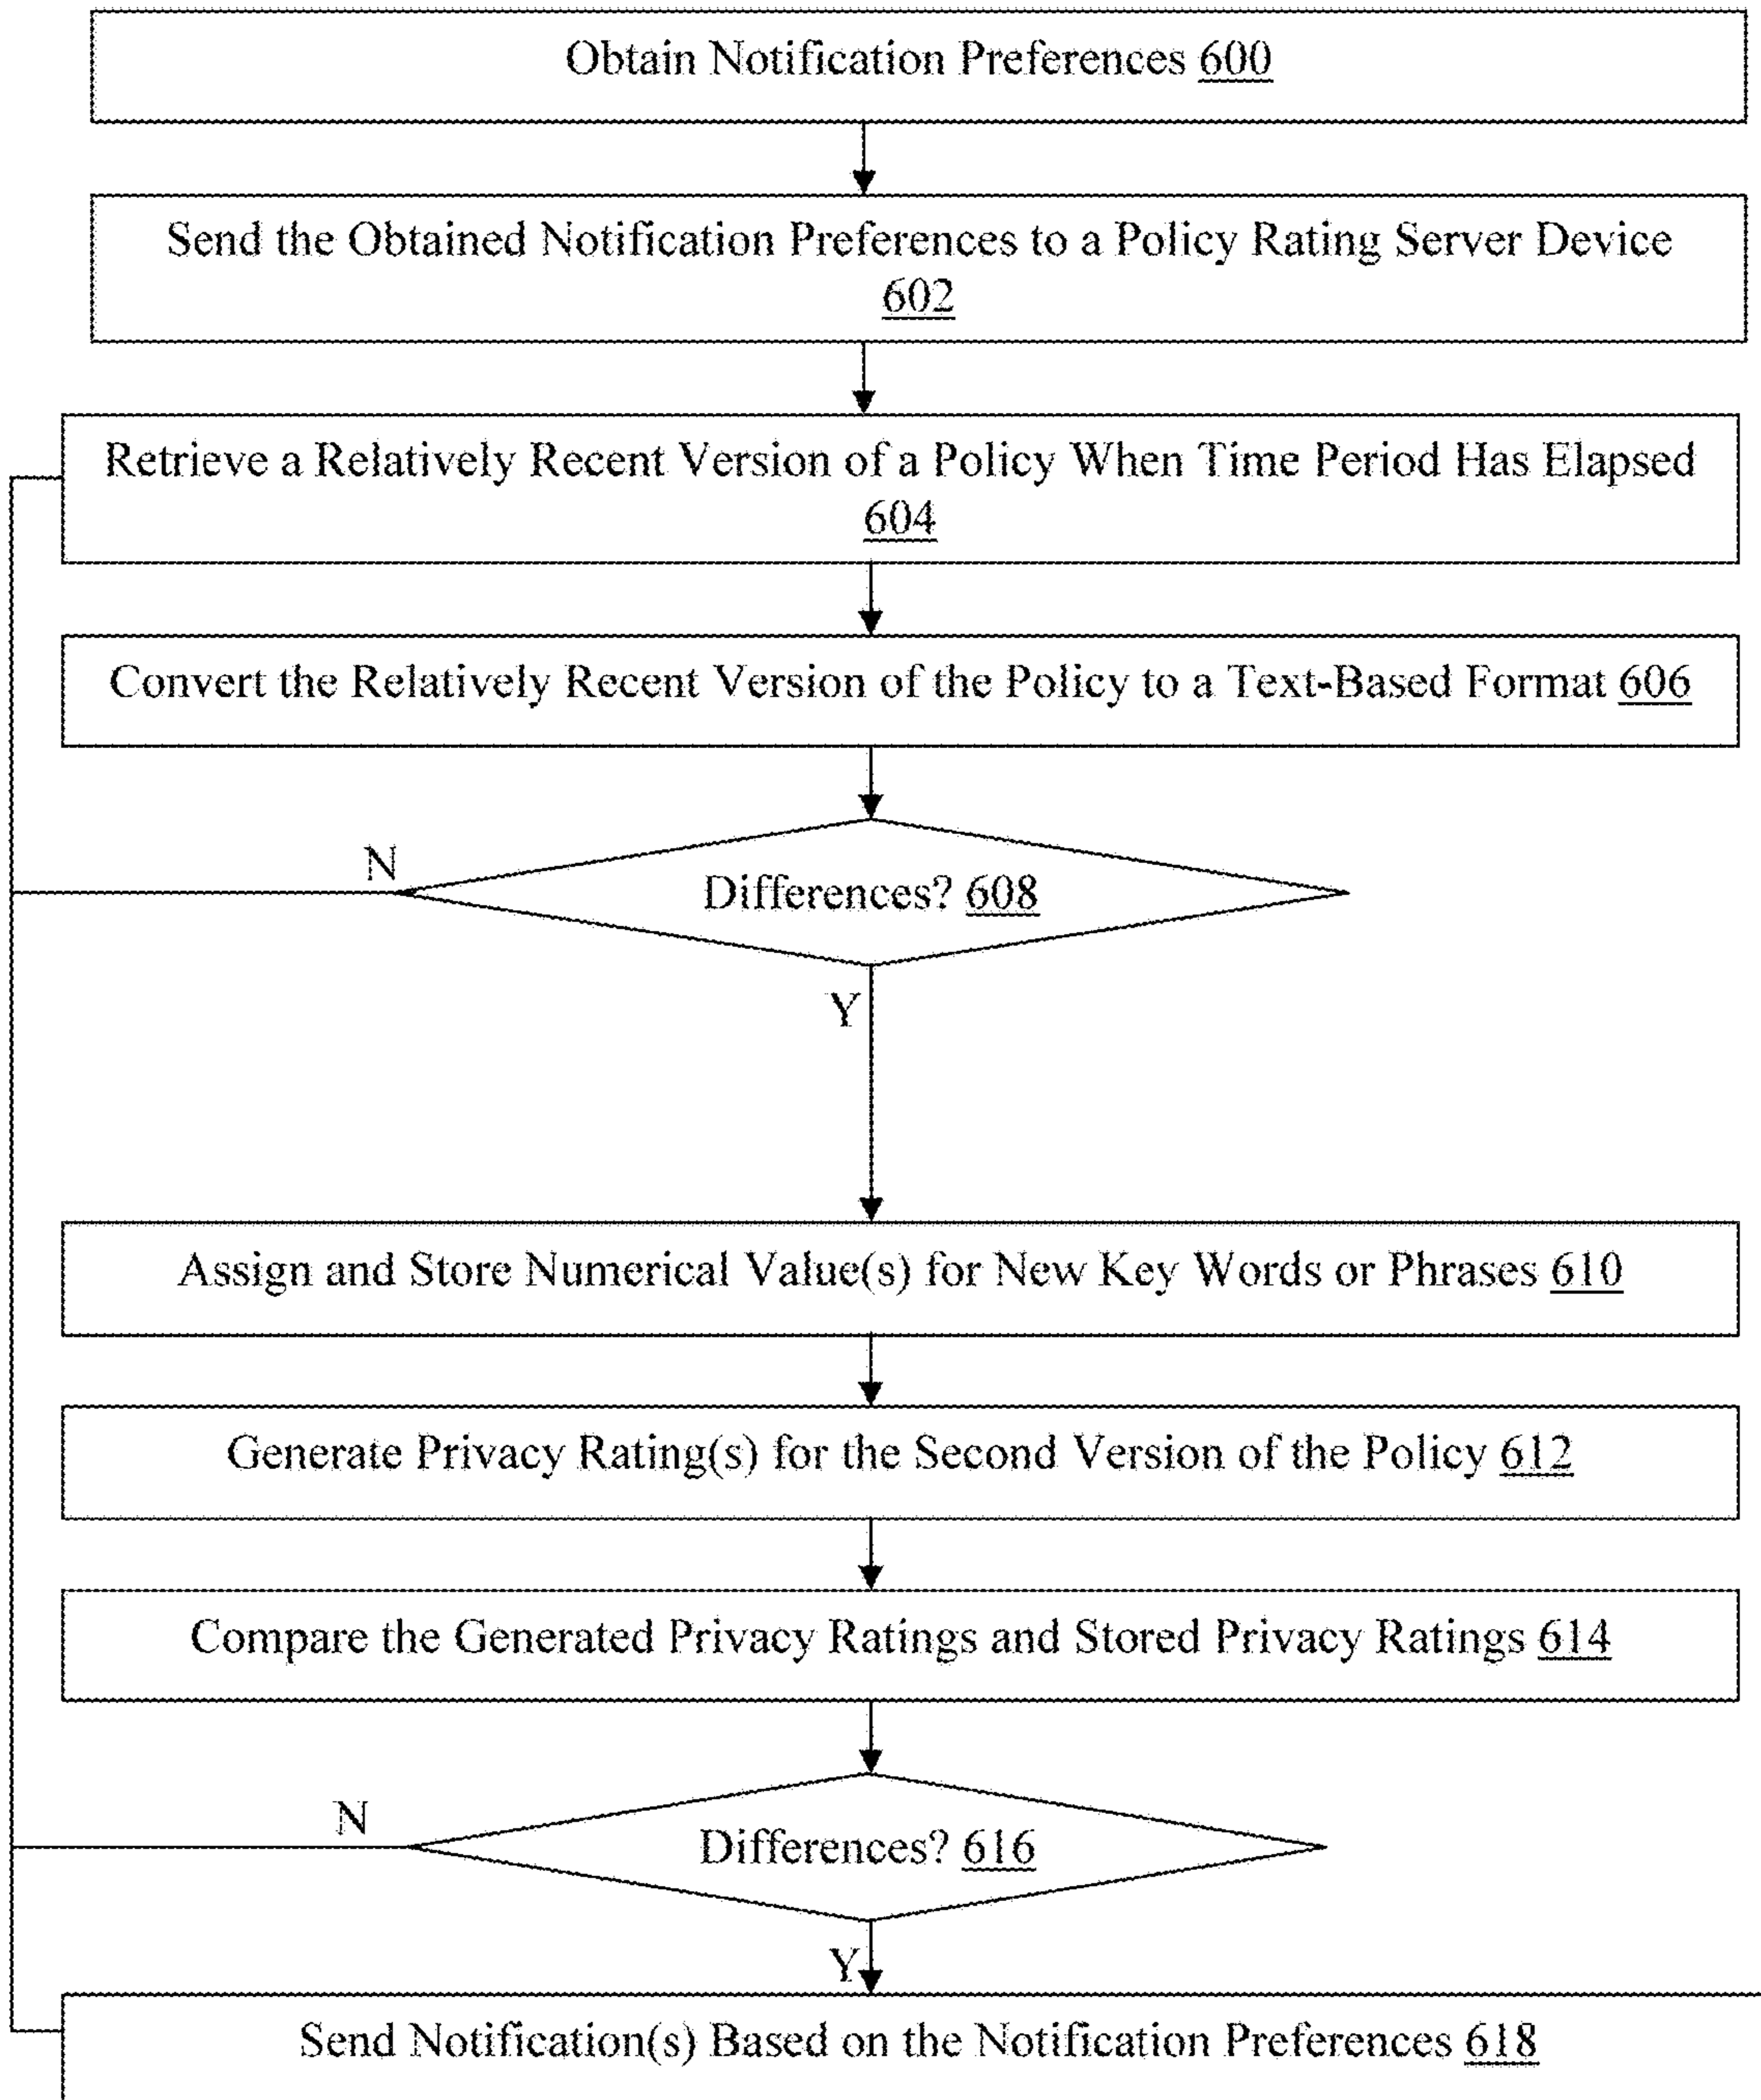 Obtain Notification Preferences 600
Send the Obtained Notification Preferences to a Policy Rating Server Device
602
Retrieve a Relatively Recent Version of a Policy When Time Period Has Elapsed
604
Convert the Relatively Recent Version of the Policy to a Text-Based Format 606
N
Differences? 608
Y
Assign and Store Numerical Value(s) for New Key Words or Phrases 610
Generate Privacy Rating(s) for the Second Version of the Policy 612
Compare the Generated Privacy Ratings and Stored Privacy Ratings 614
N
Differences? 616
Y
Send Notification(s) Based on the Notification Preferences 618